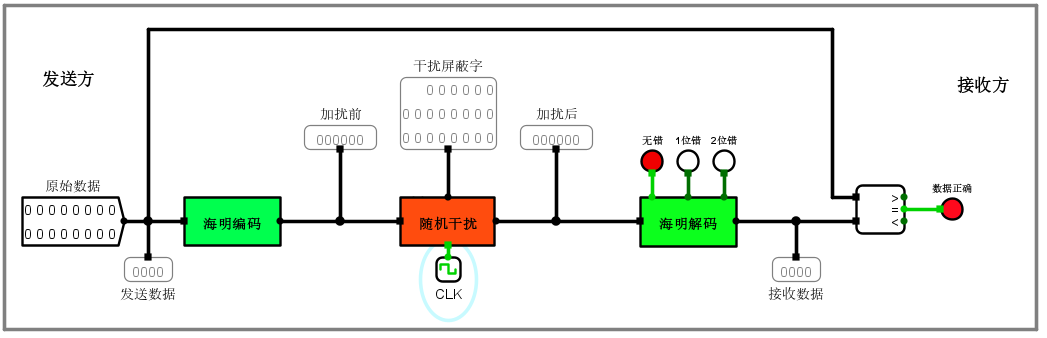 干扰屏蔽字
0 0 0 0 0 0
0 0 0 0 0 0 0 0
0 0 0 0 0 0 0 0
发送方
接收方
加扰前
000000
加扰后
000000
无错
1位错
2位错
原始数据
0 0 0 0 0 0 0 0
0 0 0 0 0 0 0 0
海明编码
随机干扰
海明解码
>
=
<
数据正确
0000
发送数据
CLK
0000
接收数据